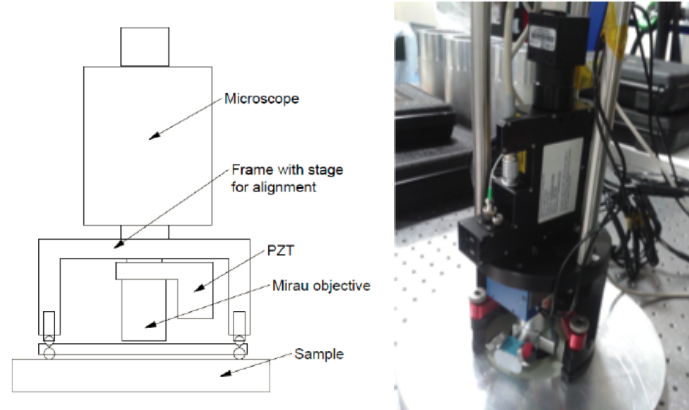 Microscope
Frame with stage
for alignment
PZT
Mirau objective
Sample